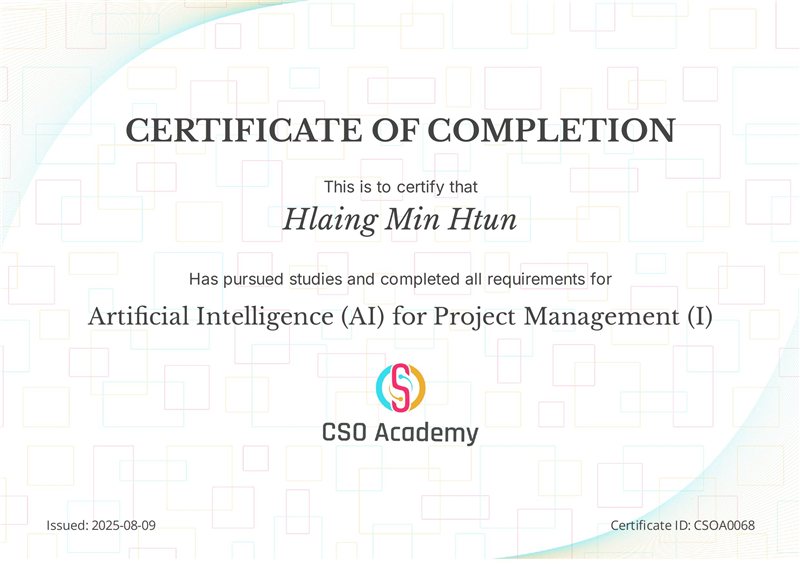 CERTIFICATE OF COMPLETION
This is to certify that
Hlaing Min Htun
Has pursued studies and completed all requirements for
Artificial Intelligence (AI) for Project Management (I)
CSO Academy
Issued: 2025-08-09
Certificate ID: CSOA0068